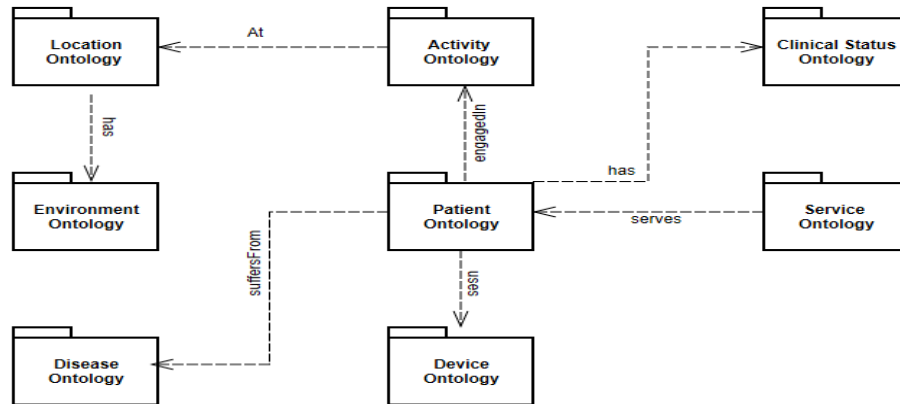 Location
Ontology
At
Activity
Ontology
Clinical Status
Ontology
has
engagedIn
has
Environment
Ontology
Patient
Ontology
serves
Service
Ontology
suffersFrom
uses
Disease
Ontology
Device
Ontology